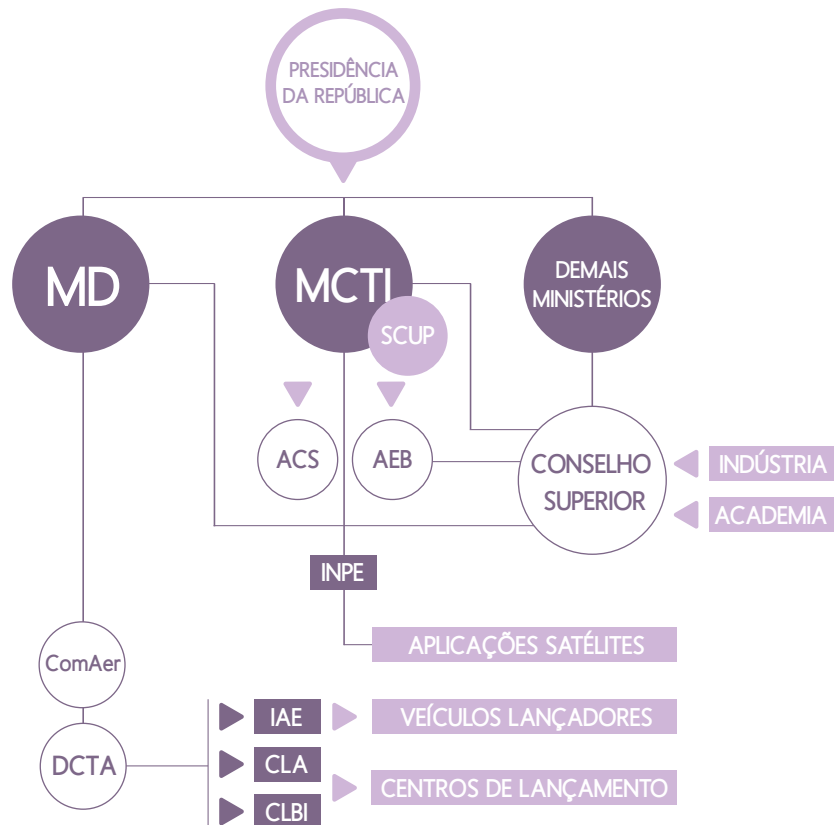 PRESIDÊNCIA
DA REPÚBLICA
MD
MCTI
DEMAIS
MINISTÉRIOS
SCUP
ACS
AEB
CONSELHO
SUPERIOR
INDÚSTRIA
ACADEMIA
INPE
APLICAÇÕES SATÉLITES
ComAer
DCTA
IAE
VEÍCULOS LANÇADORES
CLA
CENTROS DE LANÇAMENTO
CLBI